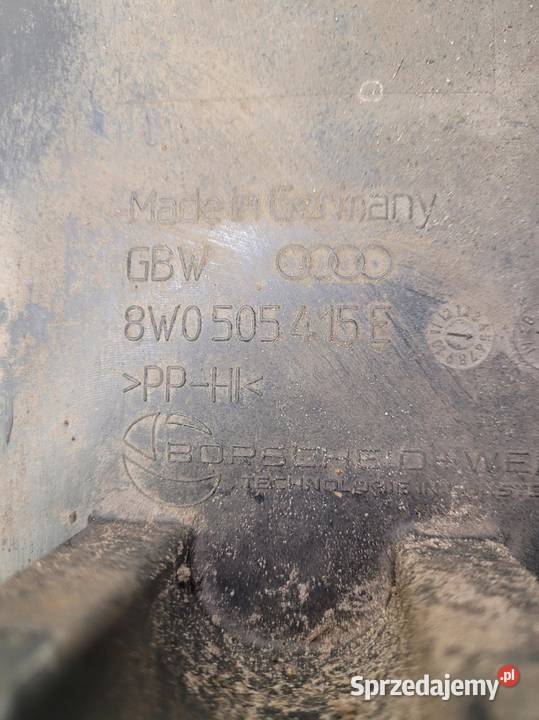 Made in Germany
GBW
8W0 505 415 E
>PP-HI<
BORSCHEID+WE
TECHNOLOGIE IN
Sprzedajemy.pl